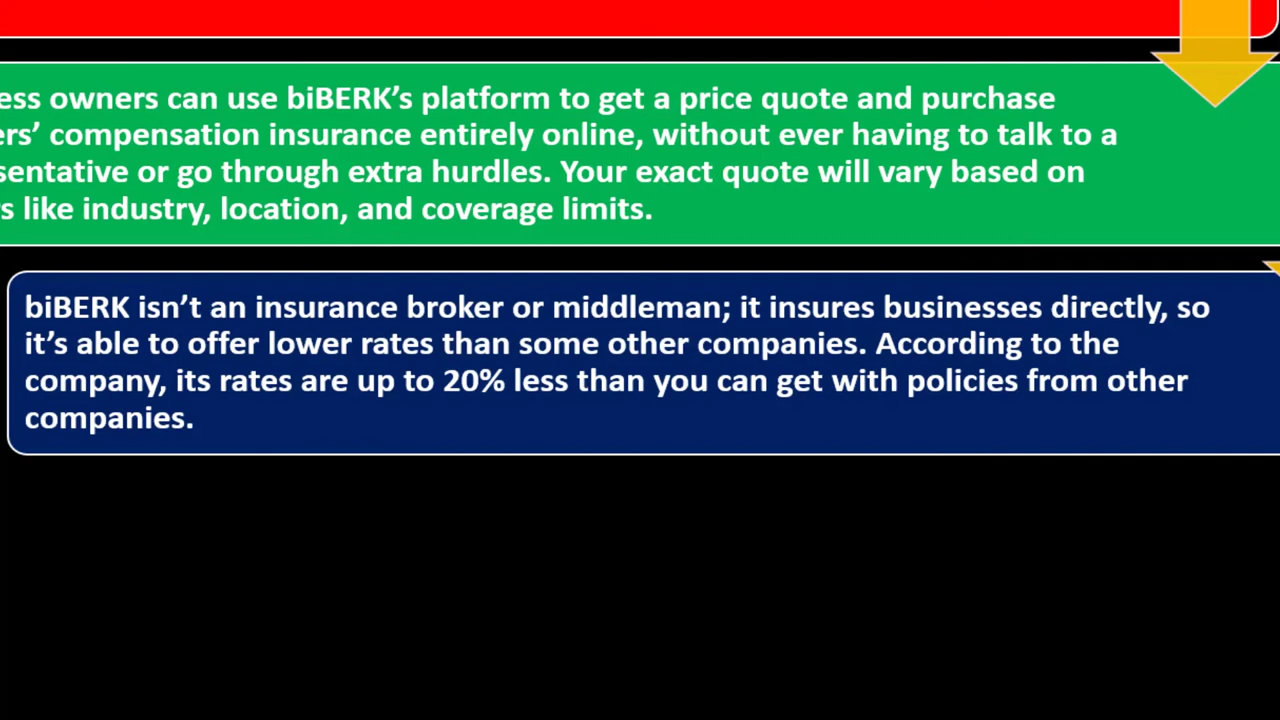 ess owners can use biBERK’s platform to get a price quote and purchase
ers’ compensation insurance entirely online, without ever having to talk to a
sentative or go through extra hurdles. Your exact quote will vary based on
s like industry, location, and coverage limits.
biBERK isn’t an insurance broker or middleman; it insures businesses directly, so
it’s able to offer lower rates than some other companies. According to the
company, its rates are up to 20% less than you can get with policies from other
companies.